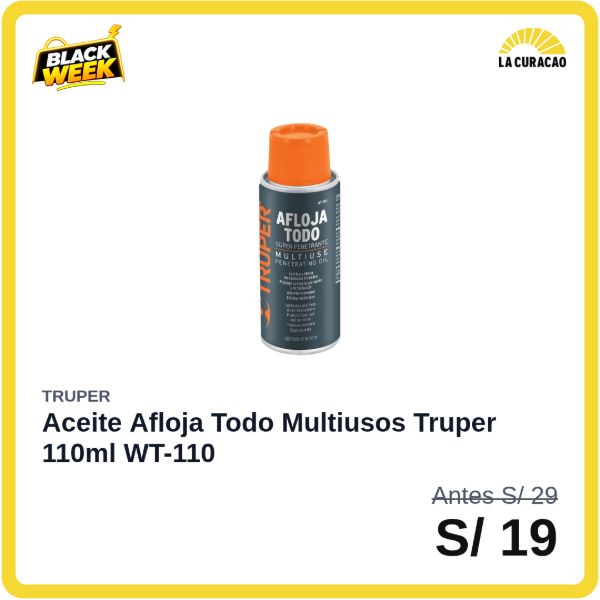 BLACK
WEEK
LA CURACAO
AFLOJA
TODO
SÚPER PENETRANTE
MULTIUSE
PENETRATING OIL
TRUPER
TRUPER
Aceite Afloja Todo Multiusos Truper
110ml WT-110
Antes S/ 29
S/ 19